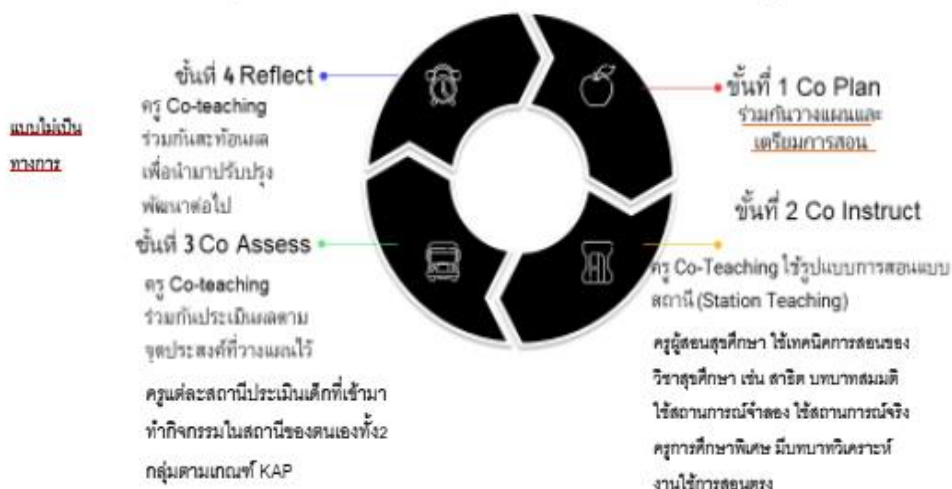 ขั้นที่ 4 Reflect
ครู Co-teaching
ร่วมกันสะท้อนผล
เพื่อนำมาปรับปรุง
พัฒนาต่อไป
แบบไม่เป็น
ทางการ
ขั้นที่ 1 Co Plan
ร่วมกันวางแผนและ
เตรียมการสอน
ขั้นที่ 2 Co Instruct
ครู Co-Teaching ใช้รูปแบบการสอนแบบ
สถานี (Station Teaching)
ครูผู้สอนสุขศึกษา ใช้เทคนิคการสอนของ
วิชาสุขศึกษา เช่น สาธิต บทบาทสมมติ
ใช้สถานการณ์จำลอง ใช้สถานการณ์จริง
ครูการศึกษาพิเศษ มีบทบาทวิเคราะห์
งานใช้การสอนตรง
ขั้นที่ 3 Co Assess
ครู Co-teaching
ร่วมกันประเมินผลตาม
จุดประสงค์ที่วางแผนไว้
ครูแต่ละสถานีประเมินเด็กที่เข้ามา
ทำกิจกรรมในสถานีของตนเองทั้ง2
กลุ่มตามเกณฑ์ KAP